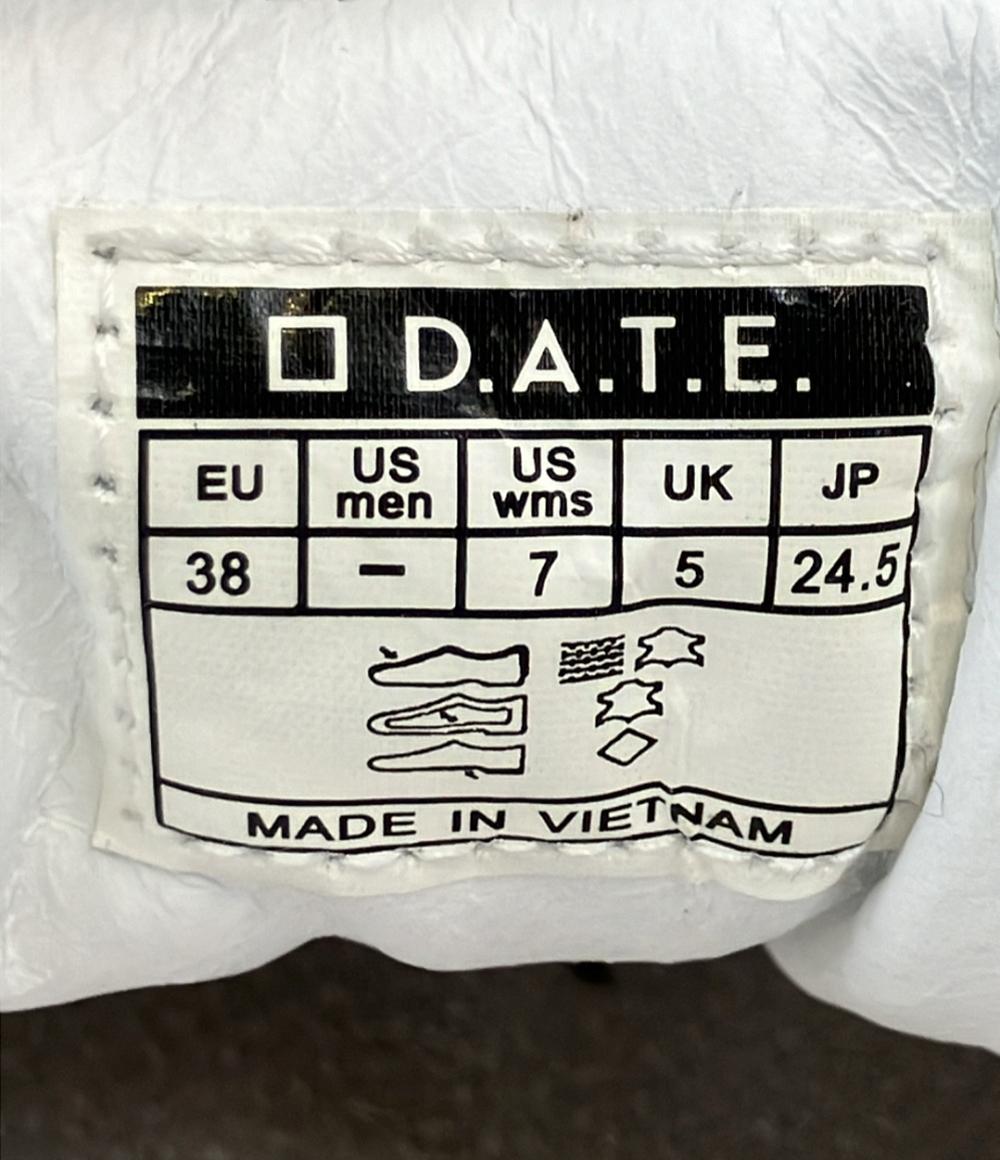 D.A.T.E.
EU US men US wms UK JP
38 – 7 5 24.5
MADE IN VIETNAM